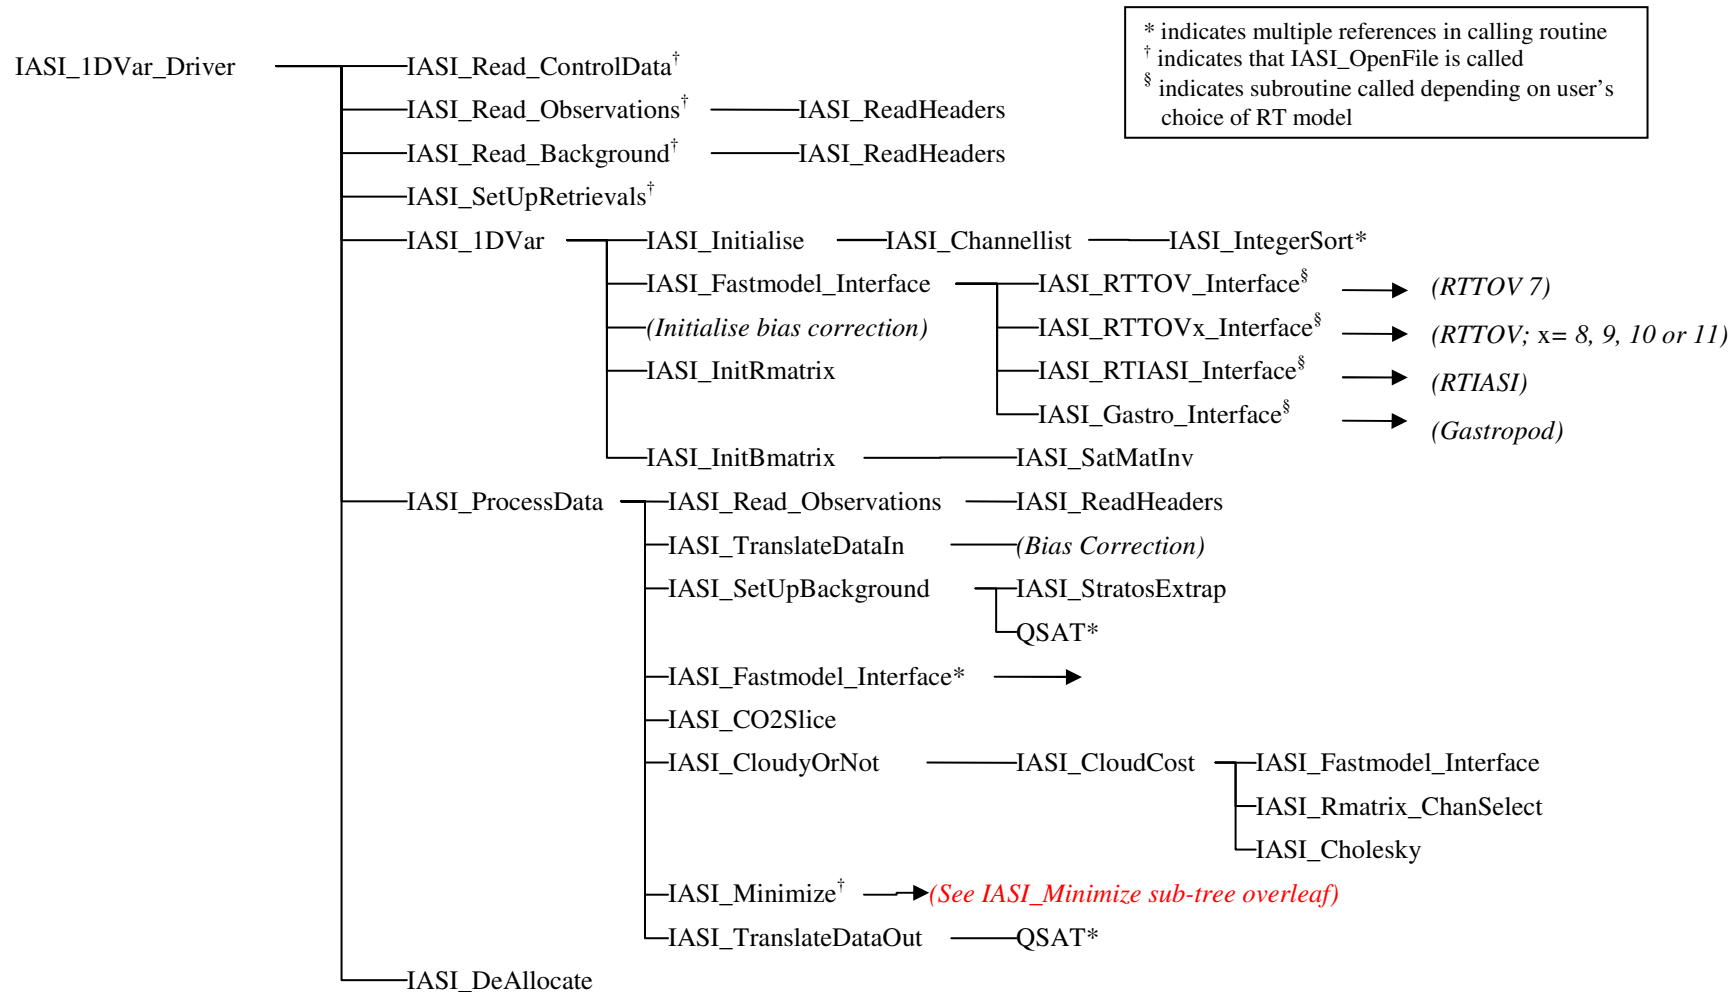 * indicates multiple references in calling routine
† indicates that IASI_OpenFile is called
§ indicates subroutine called depending on user's
choice of RT model
IASI_1DVar_Driver
IASI_Read_ControlData†
IASI_Read_Observations† IASI_ReadHeaders
IASI_Read_Background† IASI_ReadHeaders
IASI_SetUpRetrievals†
IASI_1DVar IASI_Initialise IASI_Channellist IASI_IntegerSort*
IASI_Fastmodel_Interface IASI_RTTOV_Interface§ (RTTOV 7)
(Initialise bias correction) IASI_RTTOVx_Interface§ (RTTOV; x= 8, 9, 10 or 11)
IASI_InitRmatrix IASI_RTIASI_Interface§ (RTIASI)
IASI_Gastro_Interface§ (Gastropod)
IASI_InitBmatrix IASI_SatMatInv
IASI_ProcessData IASI_Read_Observations IASI_ReadHeaders
IASI_TranslateDataIn (Bias Correction)
IASI_SetUpBackground IASI_StratosExtrap
QSAT*
IASI_Fastmodel_Interface*
IASI_CO2Slice
IASI_CloudyOrNot IASI_CloudCost IASI_Fastmodel_Interface
IASI_Rmatrix_ChanSelect
IASI_Cholesky
IASI_Minimize† (See IASI_Minimize sub-tree overleaf)
IASI_TranslateDataOut QSAT*
IASI_DeAllocate